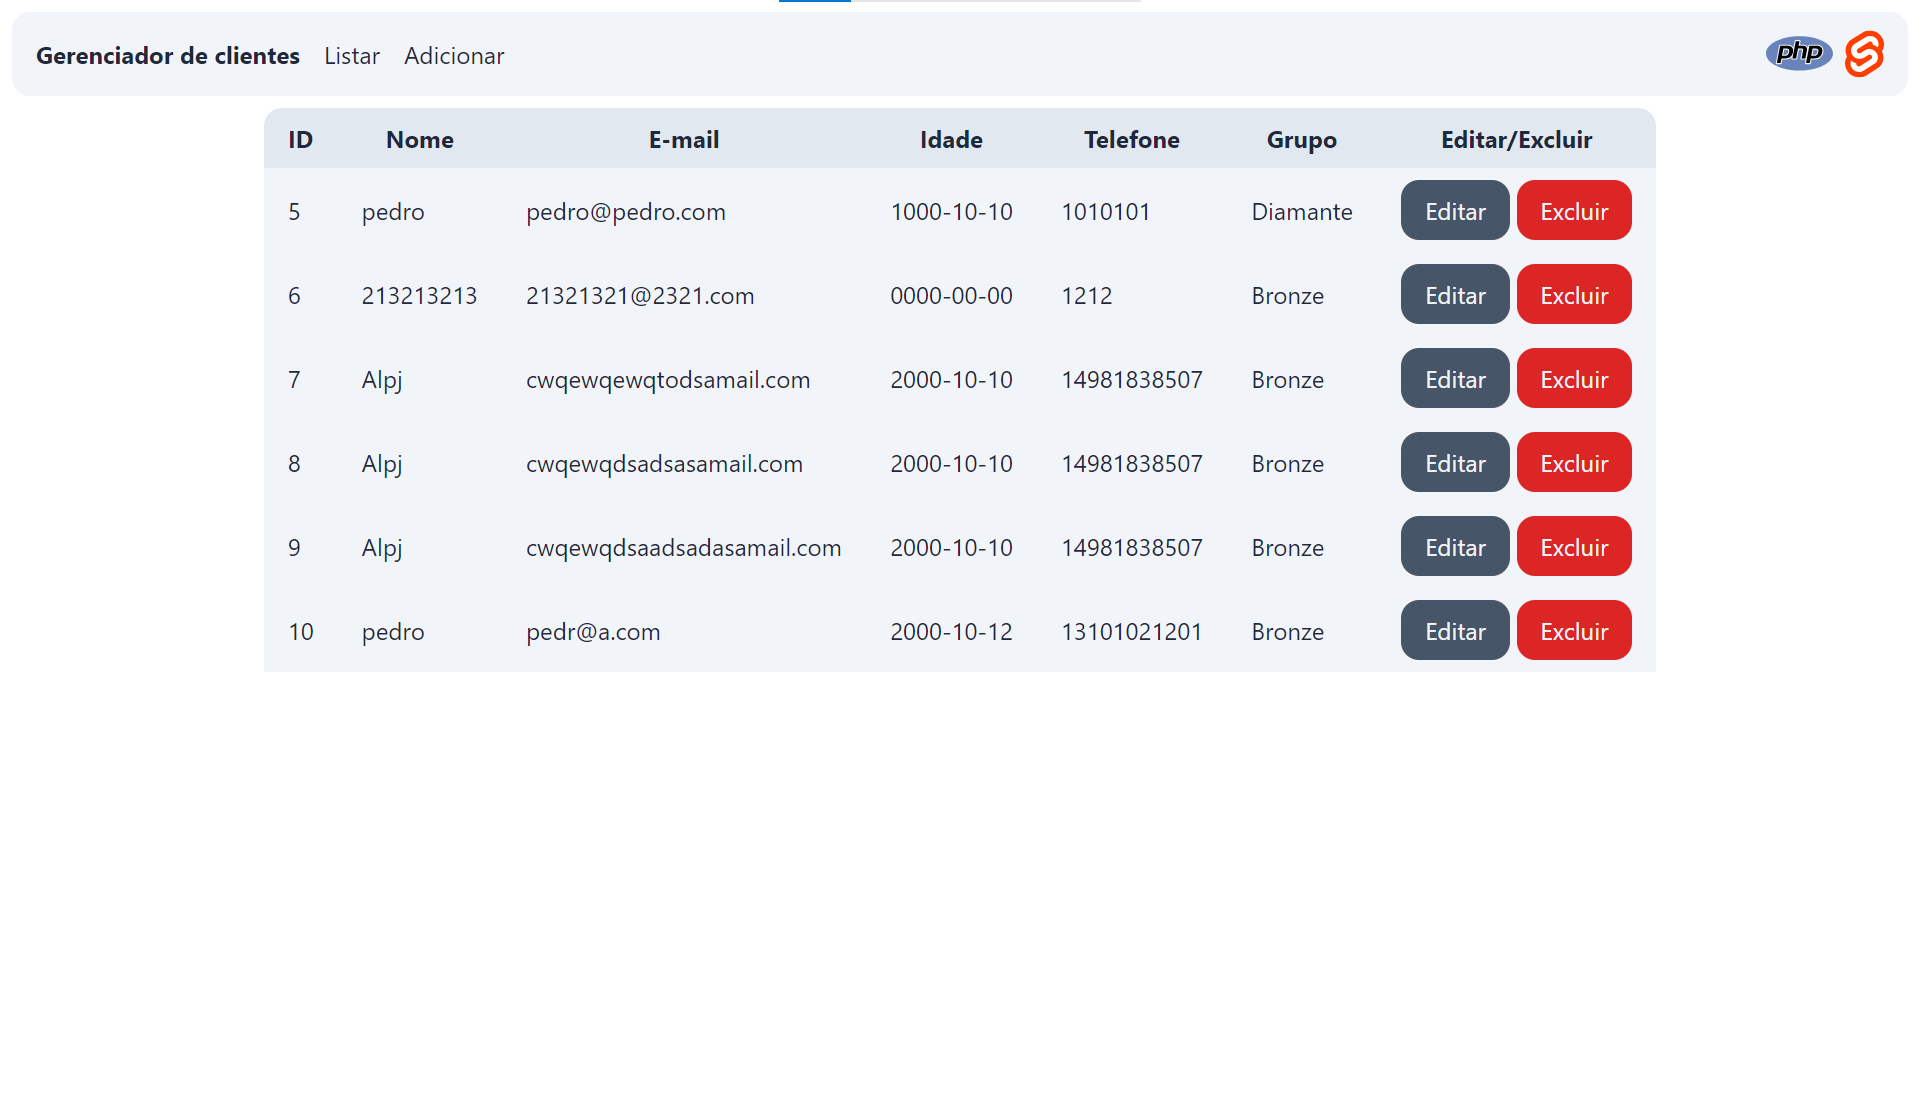 Gerenciador de clientes Listar Adicionar php
ID Nome E-mail Idade Telefone Grupo Editar/Excluir
5 pedro pedro@pedro.com 1000-10-10 1010101 Diamante Editar Excluir
6 213213213 21321321@2321.com 0000-00-00 1212 Bronze Editar Excluir
7 Alpj cwqewqewqtodsamail.com 2000-10-10 14981838507 Bronze Editar Excluir
8 Alpj cwqewqdsadsasamail.com 2000-10-10 14981838507 Bronze Editar Excluir
9 Alpj cwqewqdsaadsadasamail.com 2000-10-10 14981838507 Bronze Editar Excluir
10 pedro pedr@a.com 2000-10-12 13101021201 Bronze Editar Excluir